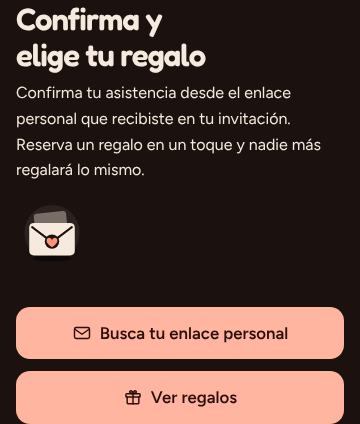 Confirma y
elige tu regalo
Confirma tu asistencia desde el enlace
personal que recibiste en tu invitación.
Reserva un regalo en un toque y nadie más
regalará lo mismo.
Busca tu enlace personal
Ver regalos